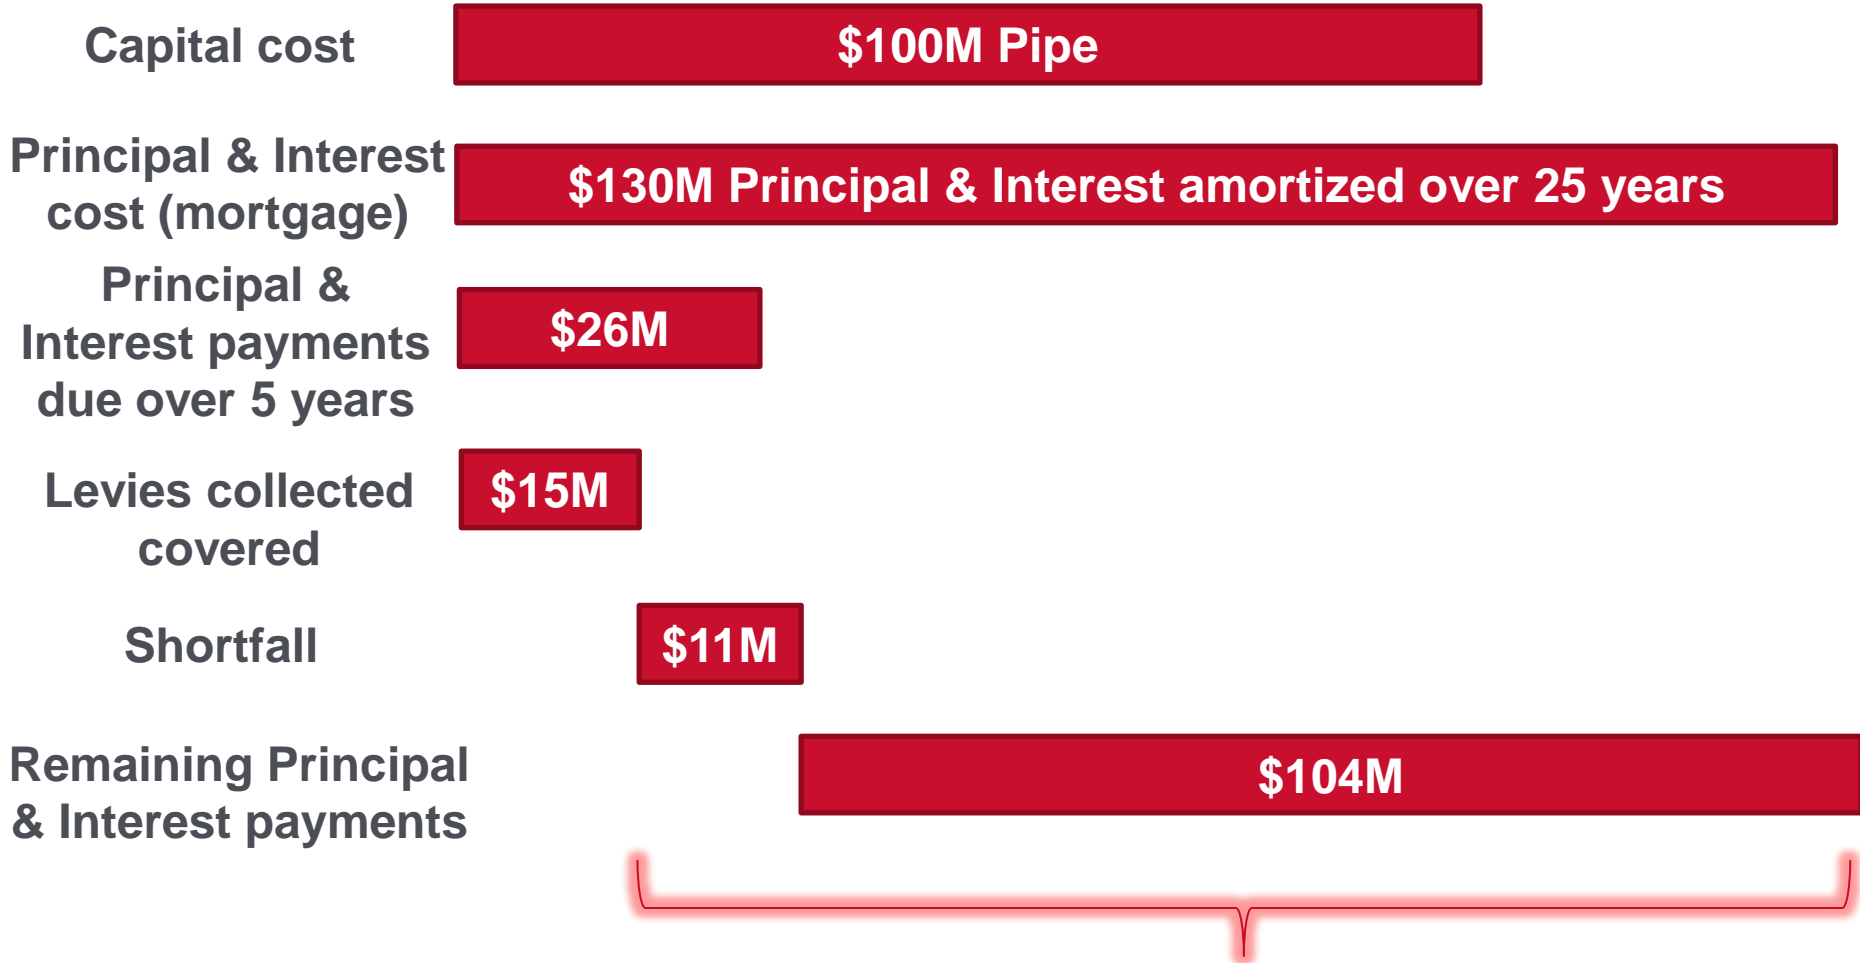 Capital cost
$100M Pipe
Principal & Interest
cost (mortgage)
$130M Principal & Interest amortized over 25 years
Principal &
Interest payments
due over 5 years
$26M
Levies collected
covered
$15M
Shortfall
$11M
Remaining Principal
& Interest payments
$104M